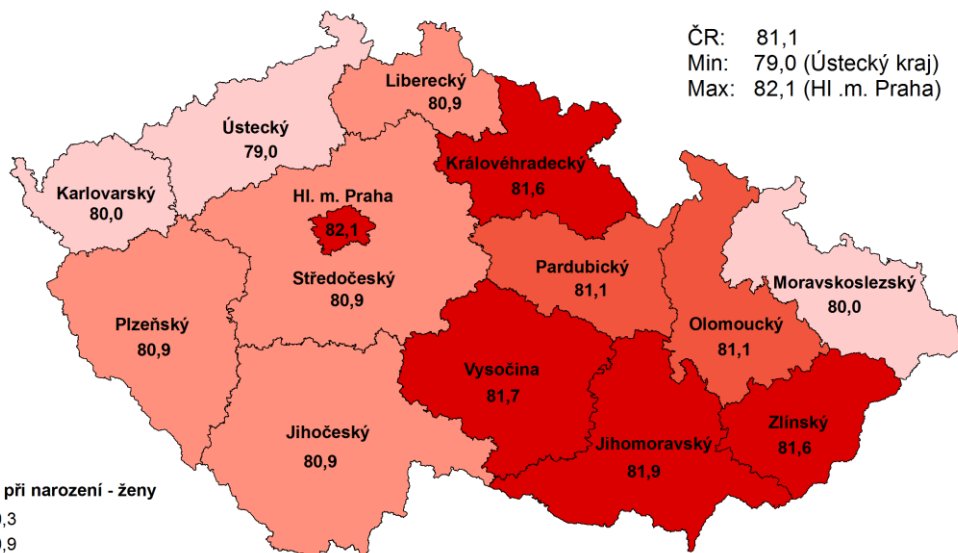 ČR: 81,1
Min: 79,0 (Ústecký kraj)
Max: 82,1 (Hl .m. Praha)
Liberecký
80,9
Ústecký
79,0
Královéhradecký
81,6
Karlovarský
80,0
Hl. m. Praha
82,1
Středočeský
80,9
Pardubický
81,1
Moravskoslezský
80,0
Plzeňský
80,9
Olomoucký
81,1
Vysočina
81,7
Jihočeský
80,9
Jihomoravský
81,9
Zlínský
81,6
při narození - ženy
,3
,9